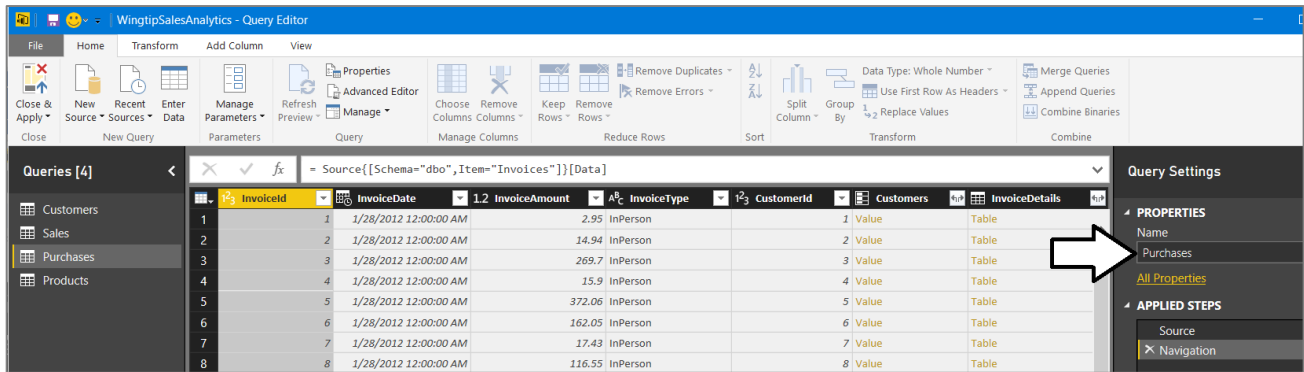 WingtipSalesAnalytics - Query Editor
File Home Transform Add Column View
Close & Apply
New Source
Recent Sources
Enter Data
Manage Parameters
Refresh Preview
Properties
Advanced Editor
Manage
Choose Columns
Remove Columns
Keep Rows
Remove Rows
Remove Duplicates
Remove Errors
Split Column
Group By
Data Type: Whole Number
Use First Row As Headers
1 2 Replace Values
Merge Queries
Append Queries
Combine Binaries
Close New Query Parameters Query Manage Columns Reduce Rows Sort Transform Combine
Queries [4]
Customers
Sales
Purchases
Products
fx = Source{[Schema="dbo",Item="Invoices"]}[Data]
123 InvoiceId InvoiceDate 1.2 InvoiceAmount ABC InvoiceType 123 CustomerId Customers InvoiceDetails
1 1 1/28/2012 12:00:00 AM 2.95 InPerson 1 Value Table
2 2 1/28/2012 12:00:00 AM 14.94 InPerson 2 Value Table
3 3 1/28/2012 12:00:00 AM 269.7 InPerson 3 Value Table
4 4 1/28/2012 12:00:00 AM 15.9 InPerson 4 Value Table
5 5 1/28/2012 12:00:00 AM 372.06 InPerson 5 Value Table
6 6 1/28/2012 12:00:00 AM 162.05 InPerson 6 Value Table
7 7 1/28/2012 12:00:00 AM 17.43 InPerson 7 Value Table
8 8 1/28/2012 12:00:00 AM 116.55 InPerson 8 Value Table
Query Settings
PROPERTIES
Name
Purchases
All Properties
APPLIED STEPS
Source
Navigation